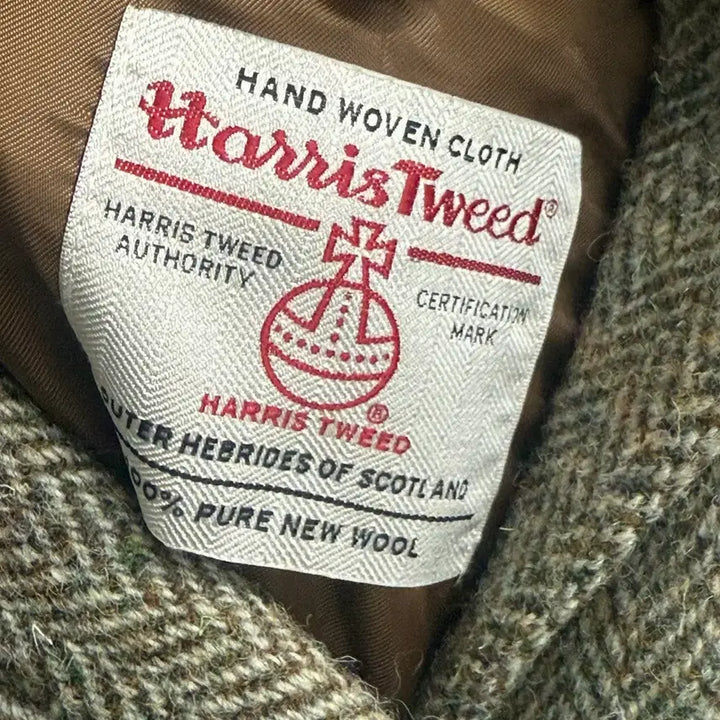 HAND WOVEN CLOTH
Harris Tweed®
HARRIS TWEED
AUTHORITY
CERTIFICATION
MARK
HARRIS TWEED®
OUTER HEBRIDES OF SCOTLAND
100% PURE NEW WOOL